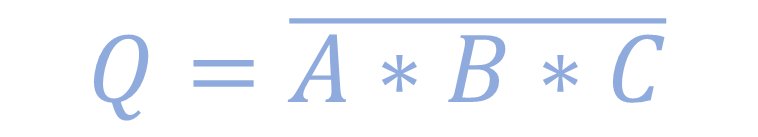 Q = \overline{A * B * C}